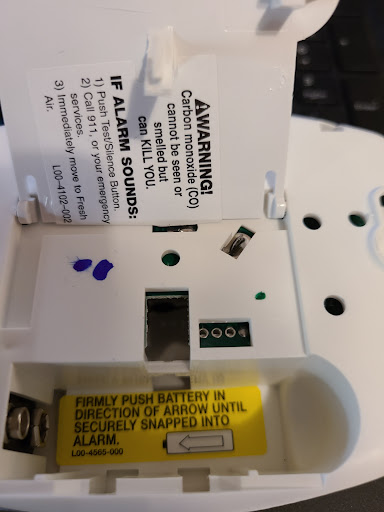 ⚠WARNING!
Carbon monoxide (CO)
cannot be seen or
smelled but
can KILL YOU.
IF ALARM SOUNDS:
1) Push Test/Silence Button.
2) Call 911, or your emergency
services.
3) Immediately move to Fresh
Air.
L00-4102-002
FIRMLY PUSH BATTERY IN
DIRECTION OF ARROW UNTIL
SECURELY SNAPPED INTO
ALARM.
L00-4565-000